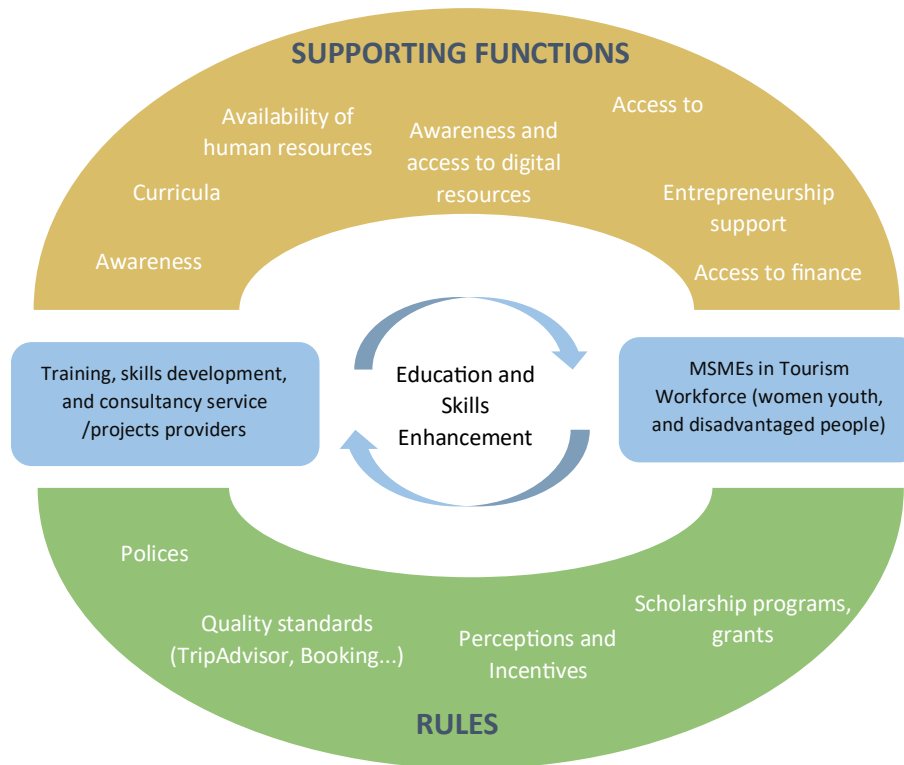 SUPPORTING FUNCTIONS
Access to
Availability of
human resources
Awareness and
access to digital
resources
Curricula
Entrepreneurship
support
Awareness
Access to finance
Training, skills development,
and consultancy service
/projects providers
Education and
Skills
Enhancement
MSMEs in Tourism
Workforce (women youth,
and disadvantaged people)
Polices
Quality standards
(TripAdvisor, Booking...)
Perceptions and
Incentives
Scholarship programs,
grants
RULES